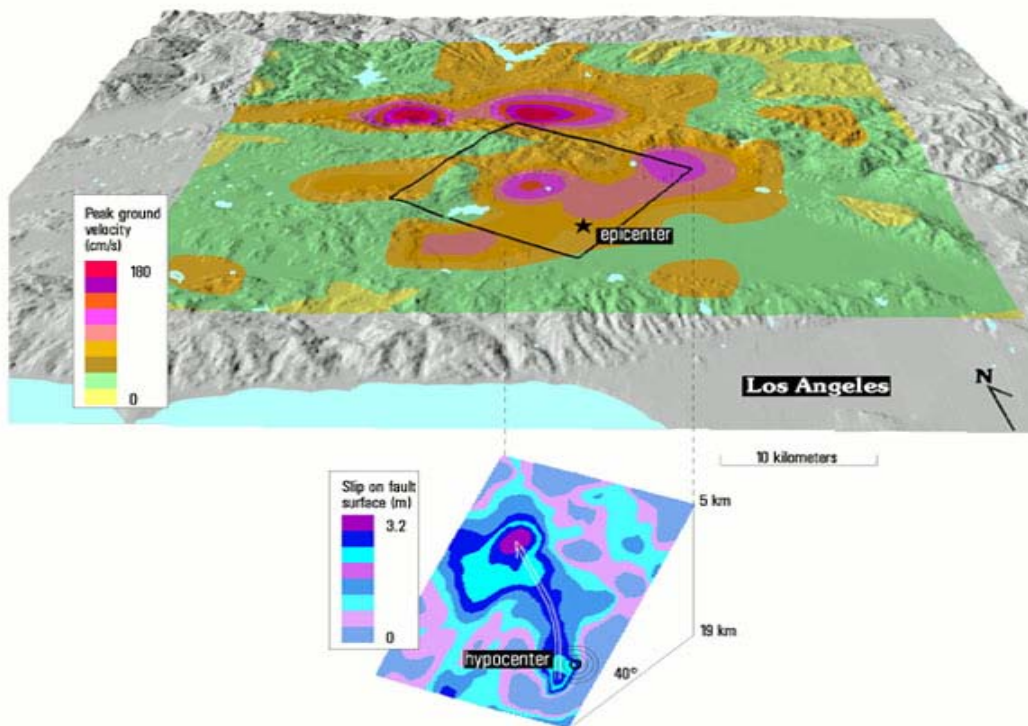 Peak ground
velocity
(cm/s)
180
0
epicenter
Los Angeles
N
10 kilometers
Slip on fault
surface (m)
3.2
0
5 km
19 km
hypocenter
40°